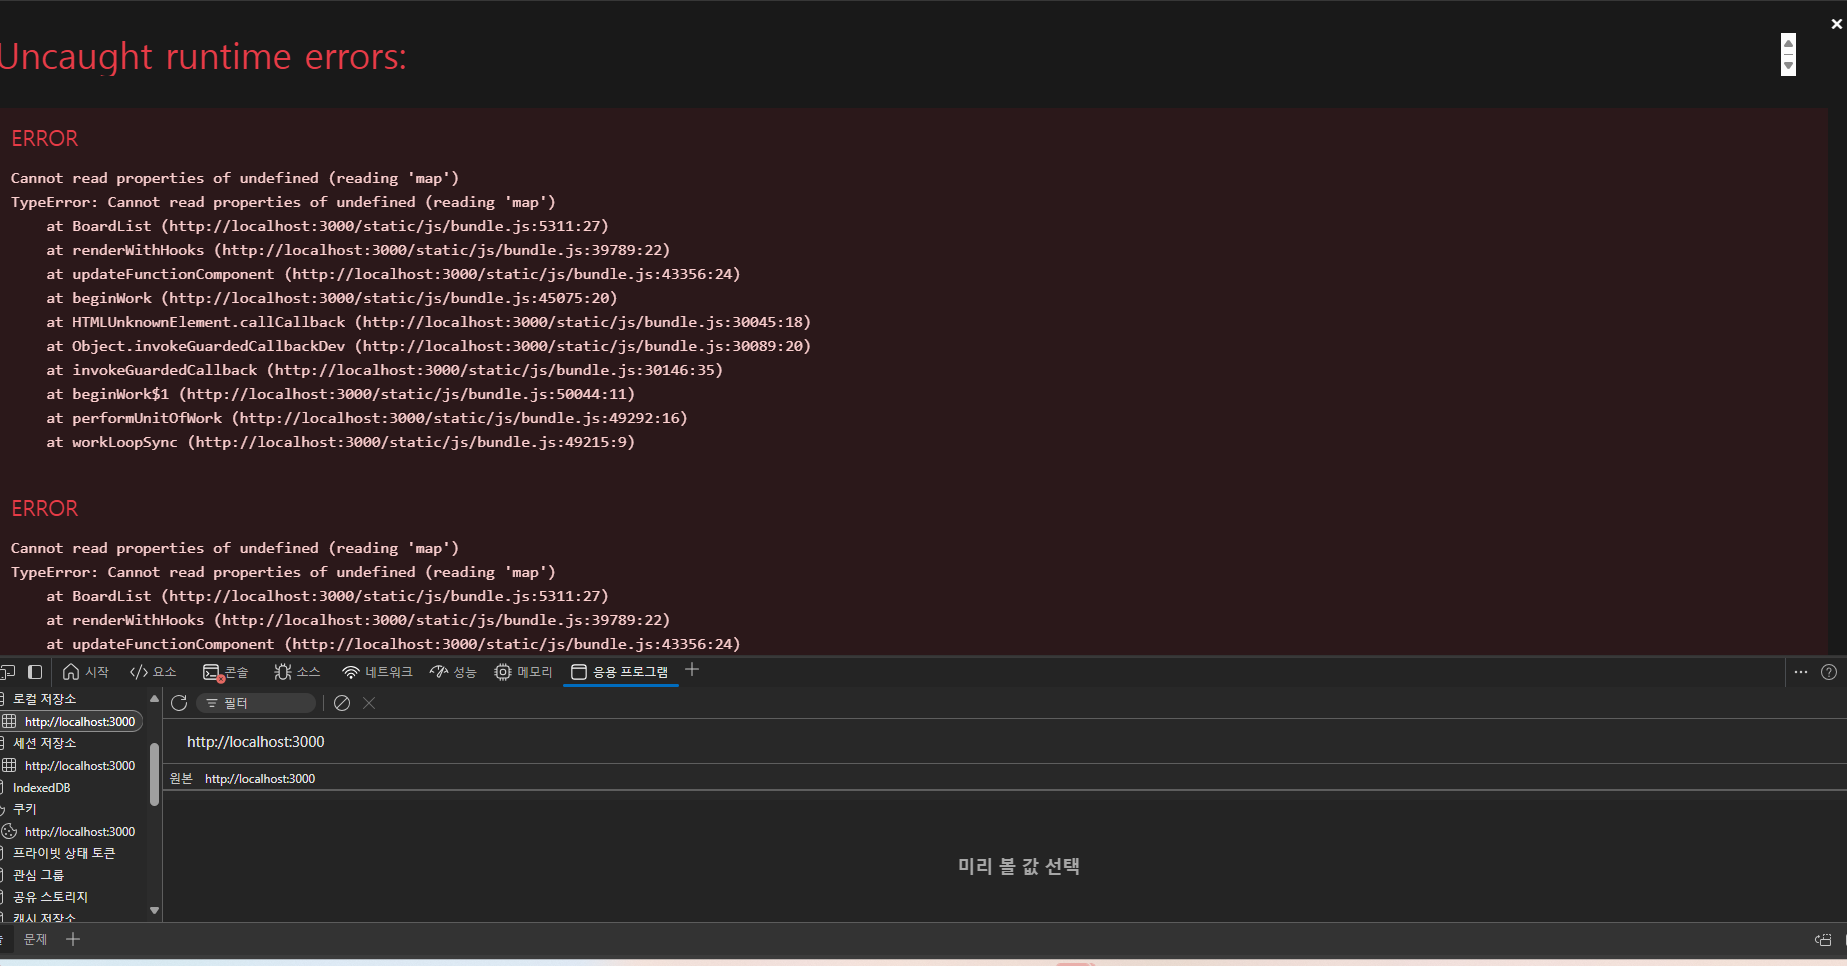 Uncaught runtime errors:
ERROR
Cannot read properties of undefined (reading 'map')
TypeError: Cannot read properties of undefined (reading 'map')
at BoardList (http://localhost:3000/static/js/bundle.js:5311:27)
at renderWithHooks (http://localhost:3000/static/js/bundle.js:39789:22)
at updateFunctionComponent (http://localhost:3000/static/js/bundle.js:43356:24)
at beginWork (http://localhost:3000/static/js/bundle.js:45075:20)
at HTMLUnknownElement.callCallback (http://localhost:3000/static/js/bundle.js:30045:18)
at Object.invokeGuardedCallbackDev (http://localhost:3000/static/js/bundle.js:30089:20)
at invokeGuardedCallback (http://localhost:3000/static/js/bundle.js:30146:35)
at beginWork$1 (http://localhost:3000/static/js/bundle.js:50044:11)
at performUnitOfWork (http://localhost:3000/static/js/bundle.js:49292:16)
at workLoopSync (http://localhost:3000/static/js/bundle.js:49215:9)
ERROR
Cannot read properties of undefined (reading 'map')
TypeError: Cannot read properties of undefined (reading 'map')
at BoardList (http://localhost:3000/static/js/bundle.js:5311:27)
at renderWithHooks (http://localhost:3000/static/js/bundle.js:39789:22)
at updateFunctionComponent (http://localhost:3000/static/js/bundle.js:43356:24)
시작 요소 콘솔 소스 네트워크 성능 메모리 응용 프로그램
로컬 저장소
http://localhost:3000
세션 저장소
http://localhost:3000
IndexedDB
쿠키
http://localhost:3000
프라이빗 상태 토큰
관심 그룹
공유 스토리지
캐시 저장소
필터
http://localhost:3000
원본 http://localhost:3000
미리 볼 값 선택
문제